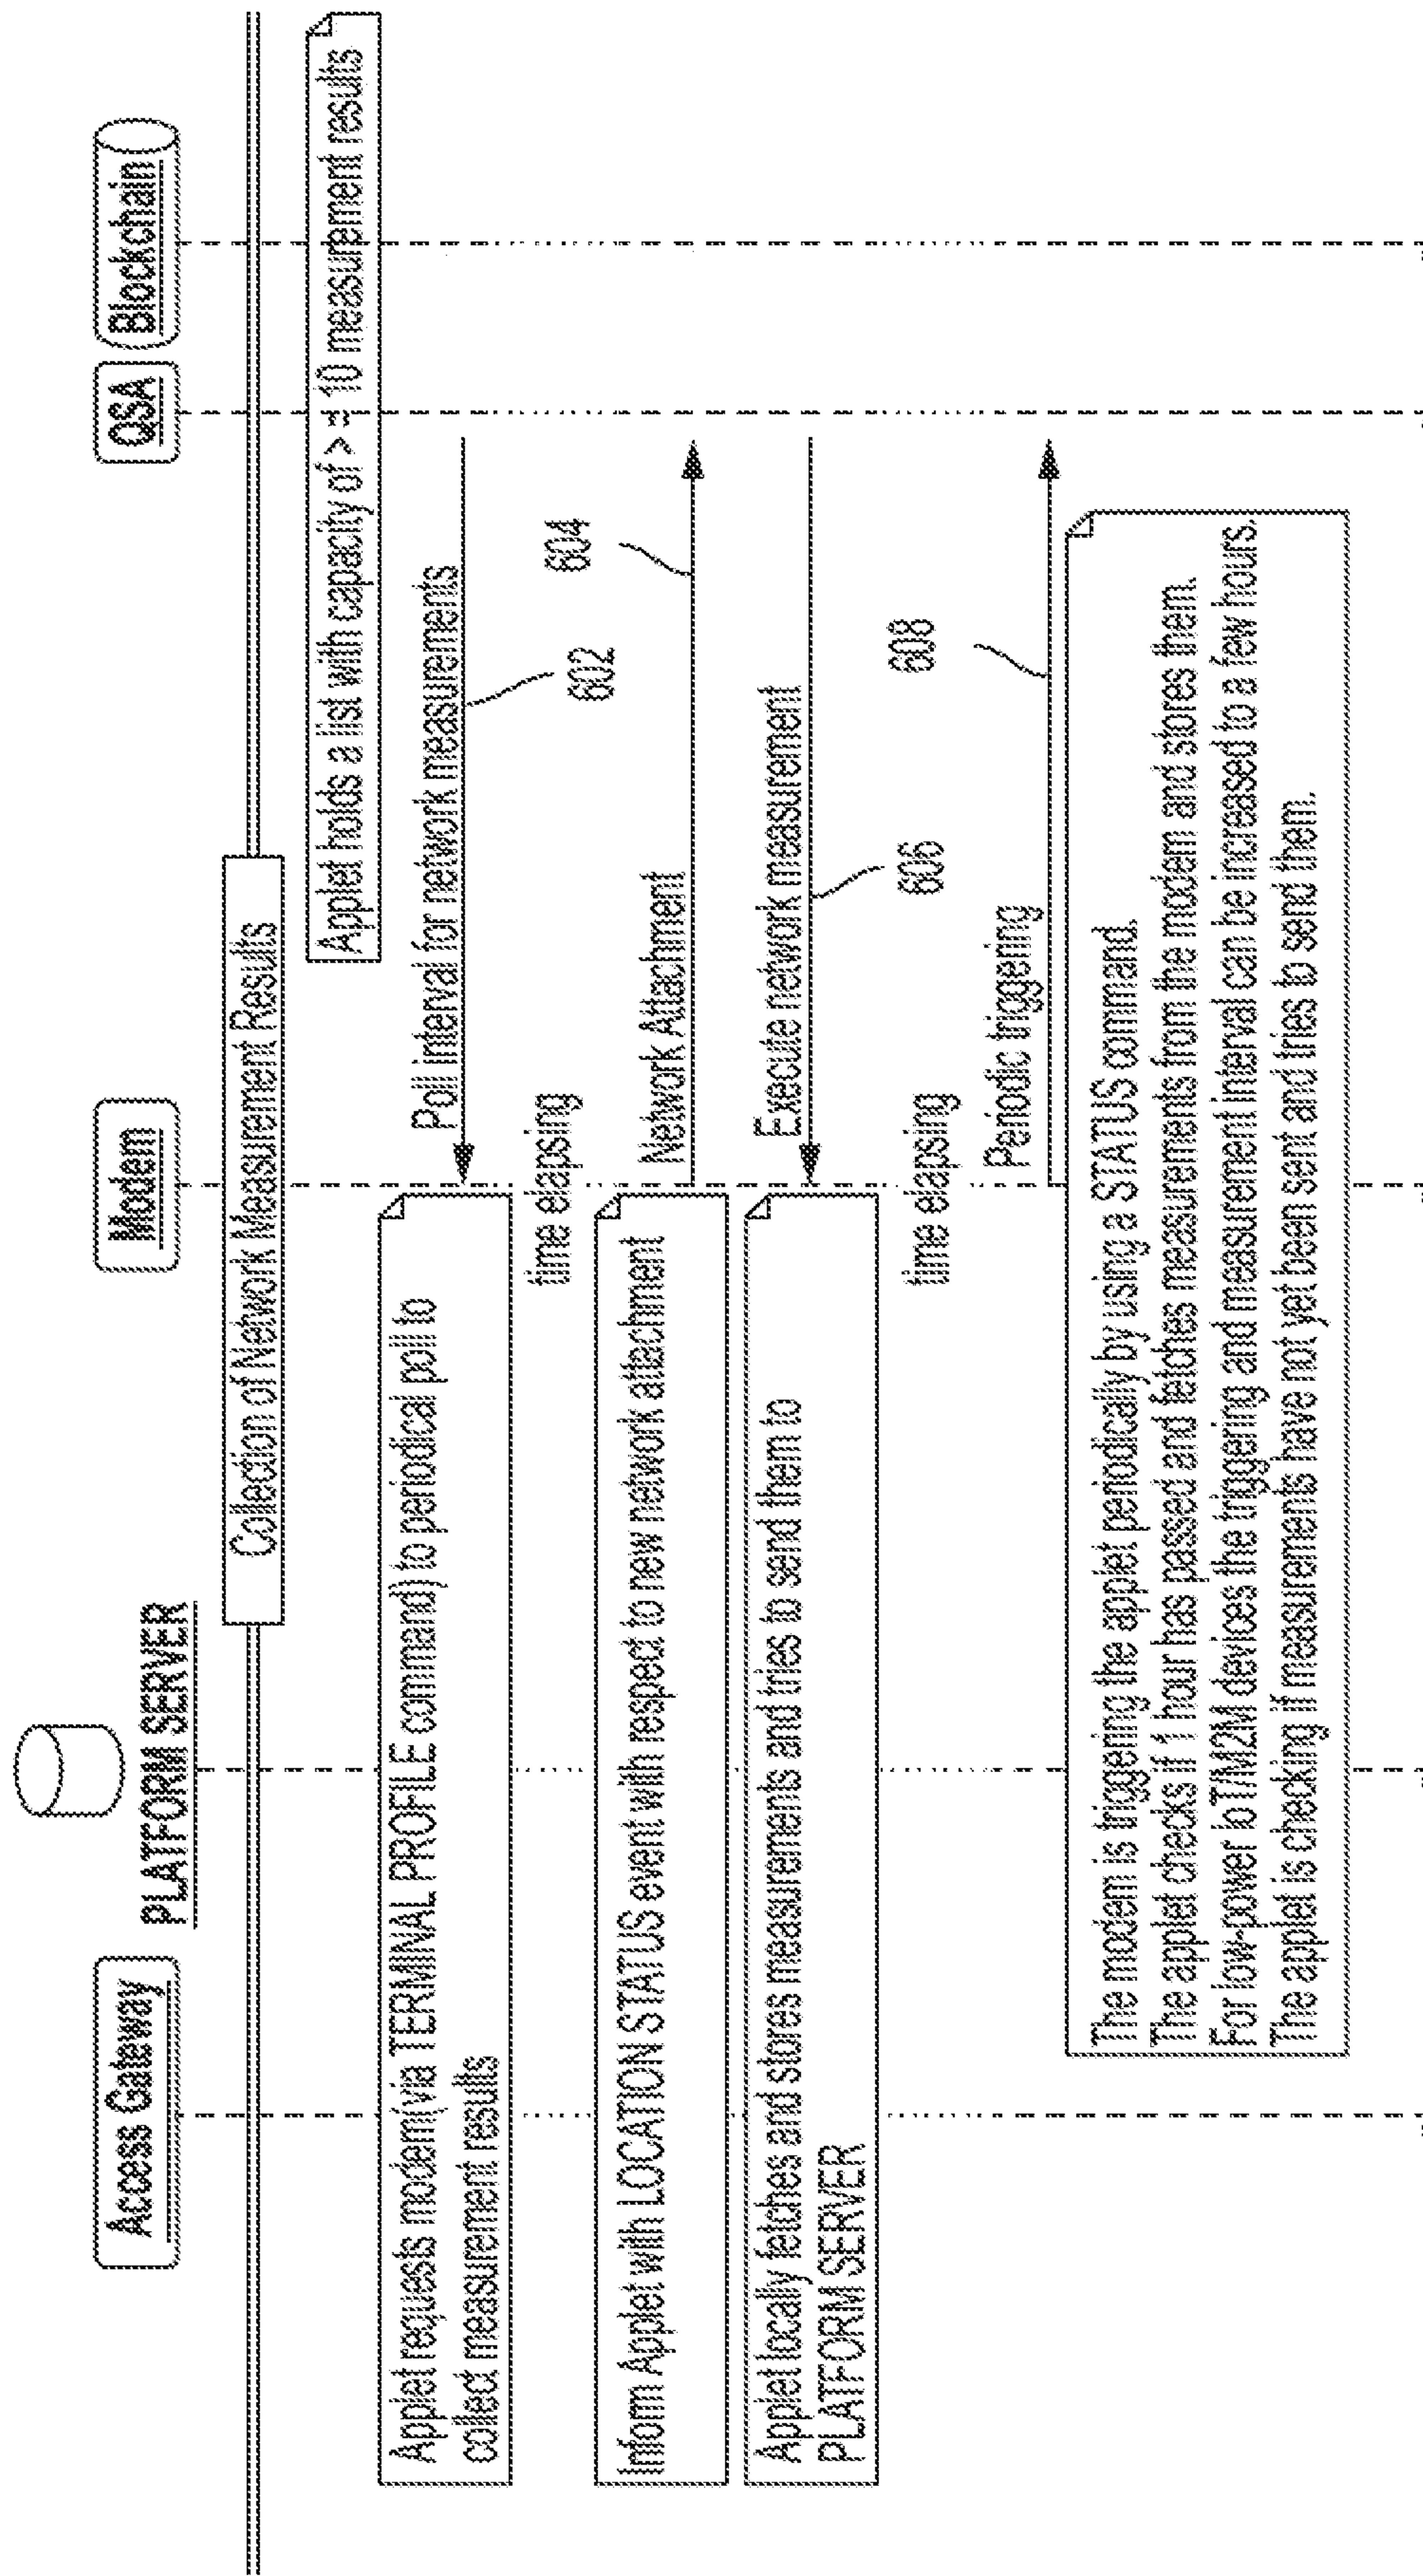 Access Gateway
PLATFORM SERVER
Modem
QSA
Blockchain
Collection of Network Measurement Results
Applet holds a list with capacity of > ~ 10 measurement results
Poll interval for network measurements
602
Applet requests modem(via TERMINAL PROFILE command) to periodical poll to
collect measurement results
time elapsing
604
Network Attachment
Inform Applet with LOCATION STATUS event with respect to new network attachment
Execute network measurement
606
Applet locally fetches and stores measurements and tries to send them to
PLATFORM SERVER
time elapsing
608
Periodic triggering
The modem is triggering the applet periodically by using a STATUS command.
The applet checks if 1 hour has passed and fetches measurements from the modem and stores them.
For low-power IoT/M2M devices the triggering and measurement interval can be increased to a few hours.
The applet is checking if measurements have not yet been sent and tries to send them.